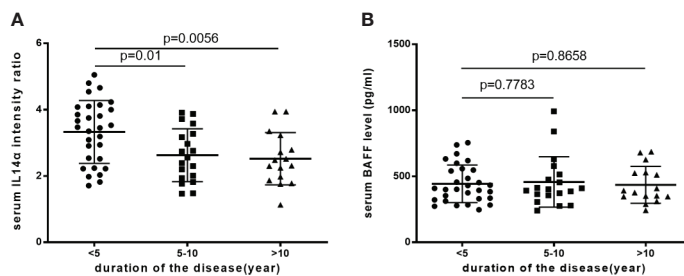 A
p=0.0056
p=0.01
6
4
2
0
serum IL14α intensity ratio
<5
5-10
>10
duration of the disease(year)
B
p=0.8658
p=0.7783
1500
1000
500
0
serum BAFF level (pg/ml)
<5
5-10
>10
duration of the disease(year)